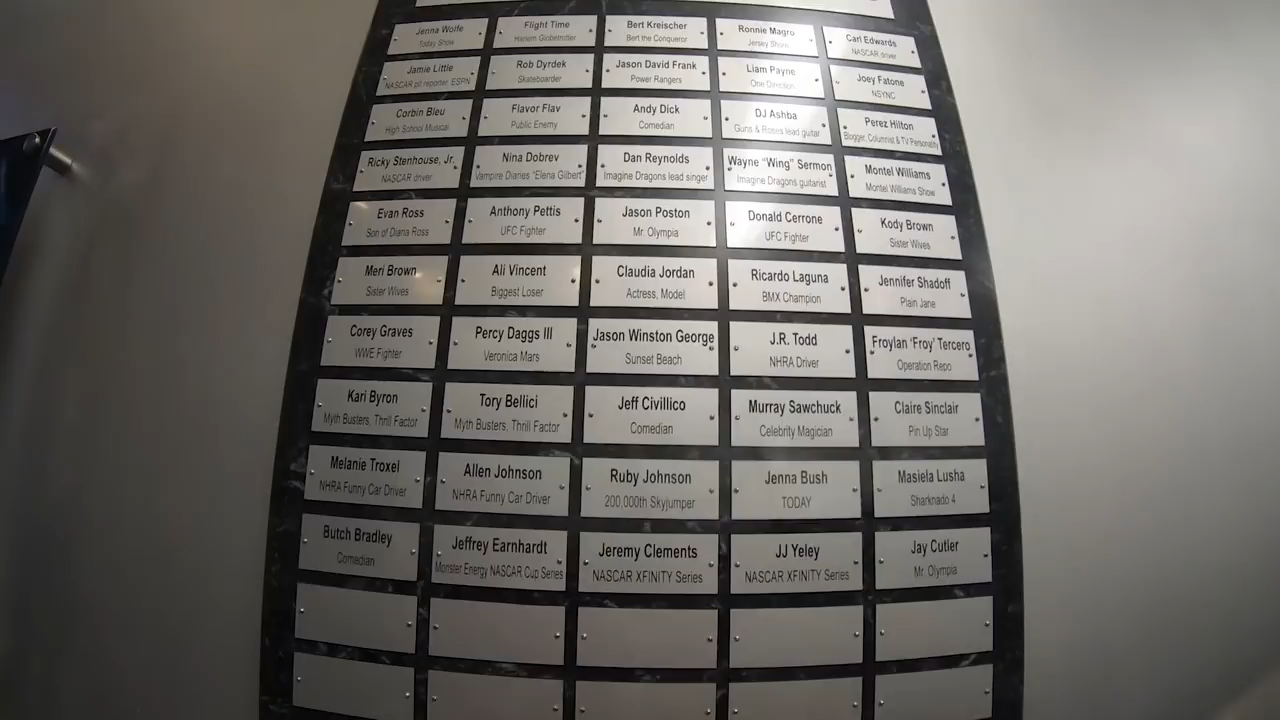 Jenna Wolfe
Today Show
Flight Time
Harlem Globetrotter
Bert Kreischer
Bert the Conqueror
Ronnie Magro
Jersey Shore
Carl Edwards
NASCAR driver
Jamie Little
NASCAR pit reporter, ESPN
Rob Dyrdek
Skateboarder
Jason David Frank
Power Rangers
Liam Payne
One Direction
Joey Fatone
NSYNC
Corbin Bleu
High School Musical
Flavor Flav
Public Enemy
Andy Dick
Comedian
DJ Ashba
Guns & Roses lead guitar
Perez Hilton
Blogger, Columnist & TV Personality
Ricky Stenhouse, Jr.
NASCAR driver
Nina Dobrev
Vampire Diaries "Elena Gilbert"
Dan Reynolds
Imagine Dragons lead singer
Wayne "Wing" Sermon
Imagine Dragons guitarist
Montel Williams
Montel Williams Show
Evan Ross
Son of Diana Ross
Anthony Pettis
UFC Fighter
Jason Poston
Mr. Olympia
Donald Cerrone
UFC Fighter
Kody Brown
Sister Wives
Meri Brown
Sister Wives
Ali Vincent
Biggest Loser
Claudia Jordan
Actress, Model
Ricardo Laguna
BMX Champion
Jennifer Shadoff
Plain Jane
Corey Graves
WWE Fighter
Percy Daggs III
Veronica Mars
Jason Winston George
Sunset Beach
J.R. Todd
NHRA Driver
Froylan 'Froy' Tercero
Operation Repo
Kari Byron
Myth Busters, Thrill Factor
Tory Bellici
Myth Busters, Thrill Factor
Jeff Civillico
Comedian
Murray Sawchuck
Celebrity Magician
Claire Sinclair
Pin Up Star
Melanie Troxel
NHRA Funny Car Driver
Allen Johnson
NHRA Funny Car Driver
Ruby Johnson
200,000th Skyjumper
Jenna Bush
TODAY
Masiela Lusha
Sharknado 4
Butch Bradley
Comedian
Jeffrey Earnhardt
Monster Energy NASCAR Cup Series
Jeremy Clements
NASCAR XFINITY Series
JJ Yeley
NASCAR XFINITY Series
Jay Cutler
Mr. Olympia